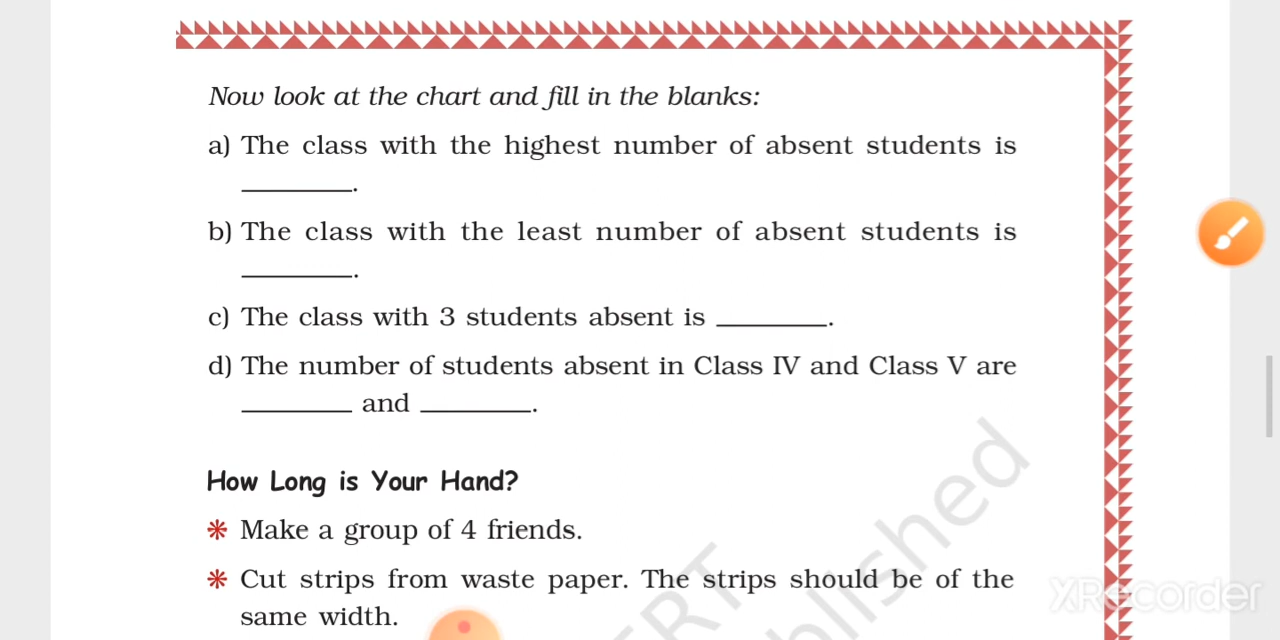 Now look at the chart and fill in the blanks:
a) The class with the highest number of absent students is
________.
b) The class with the least number of absent students is
________.
c) The class with 3 students absent is ________.
d) The number of students absent in Class IV and Class V are
________ and ________.
How Long is Your Hand?
* Make a group of 4 friends.
* Cut strips from waste paper. The strips should be of the
same width.
XRecorder